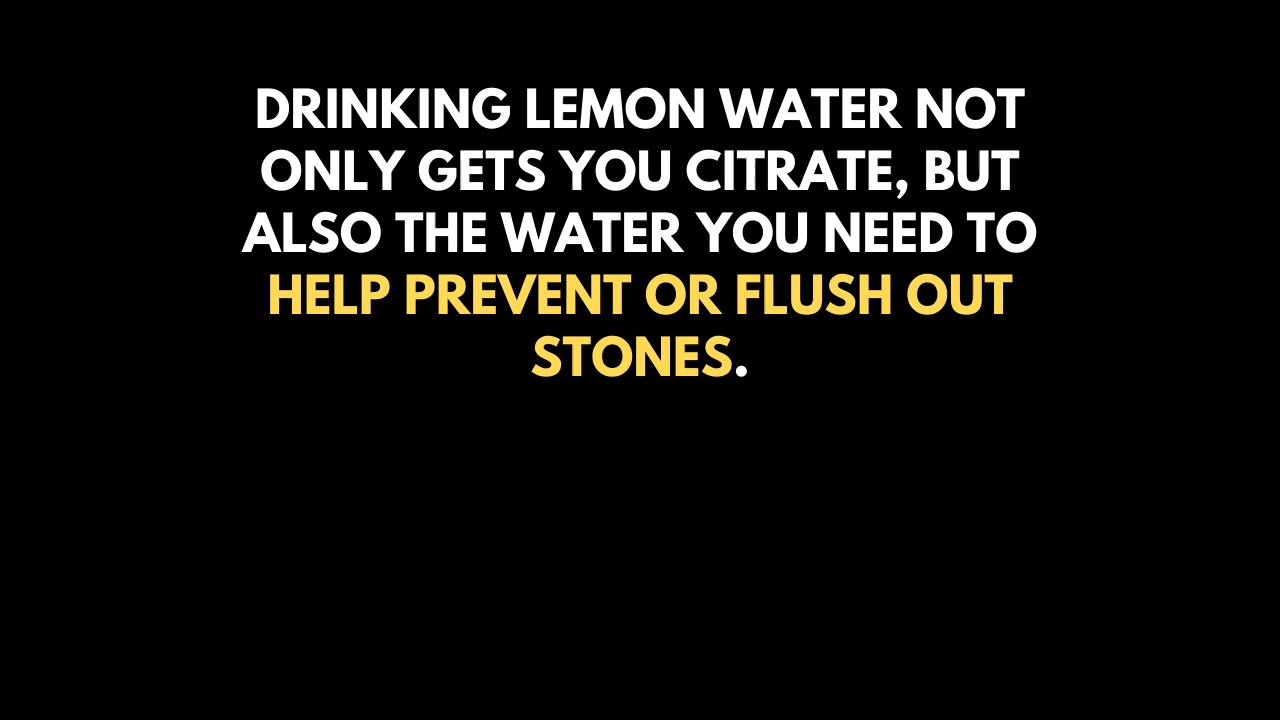 DRINKING LEMON WATER NOT
ONLY GETS YOU CITRATE, BUT
ALSO THE WATER YOU NEED TO
HELP PREVENT OR FLUSH OUT
STONES.